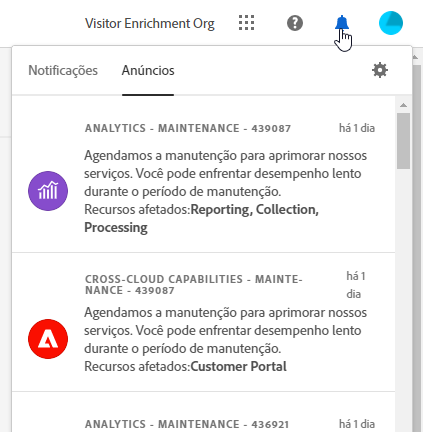 Visitor Enrichment Org
Notificações Anúncios
ANALYTICS - MAINTENANCE - 439087 há 1 dia
Agendamos a manutenção para aprimorar nossos
serviços. Você pode enfrentar desempenho lento
durante o período de manutenção.
Recursos afetados:Reporting, Collection,
Processing
CROSS-CLOUD CAPABILITIES - MAINTE-
NANCE - 439087
há 1
dia
Agendamos a manutenção para aprimorar nossos
serviços. Você pode enfrentar desempenho lento
durante o período de manutenção.
Recursos afetados:Customer Portal
ANALYTICS - MAINTENANCE - 436921 há 1 dia